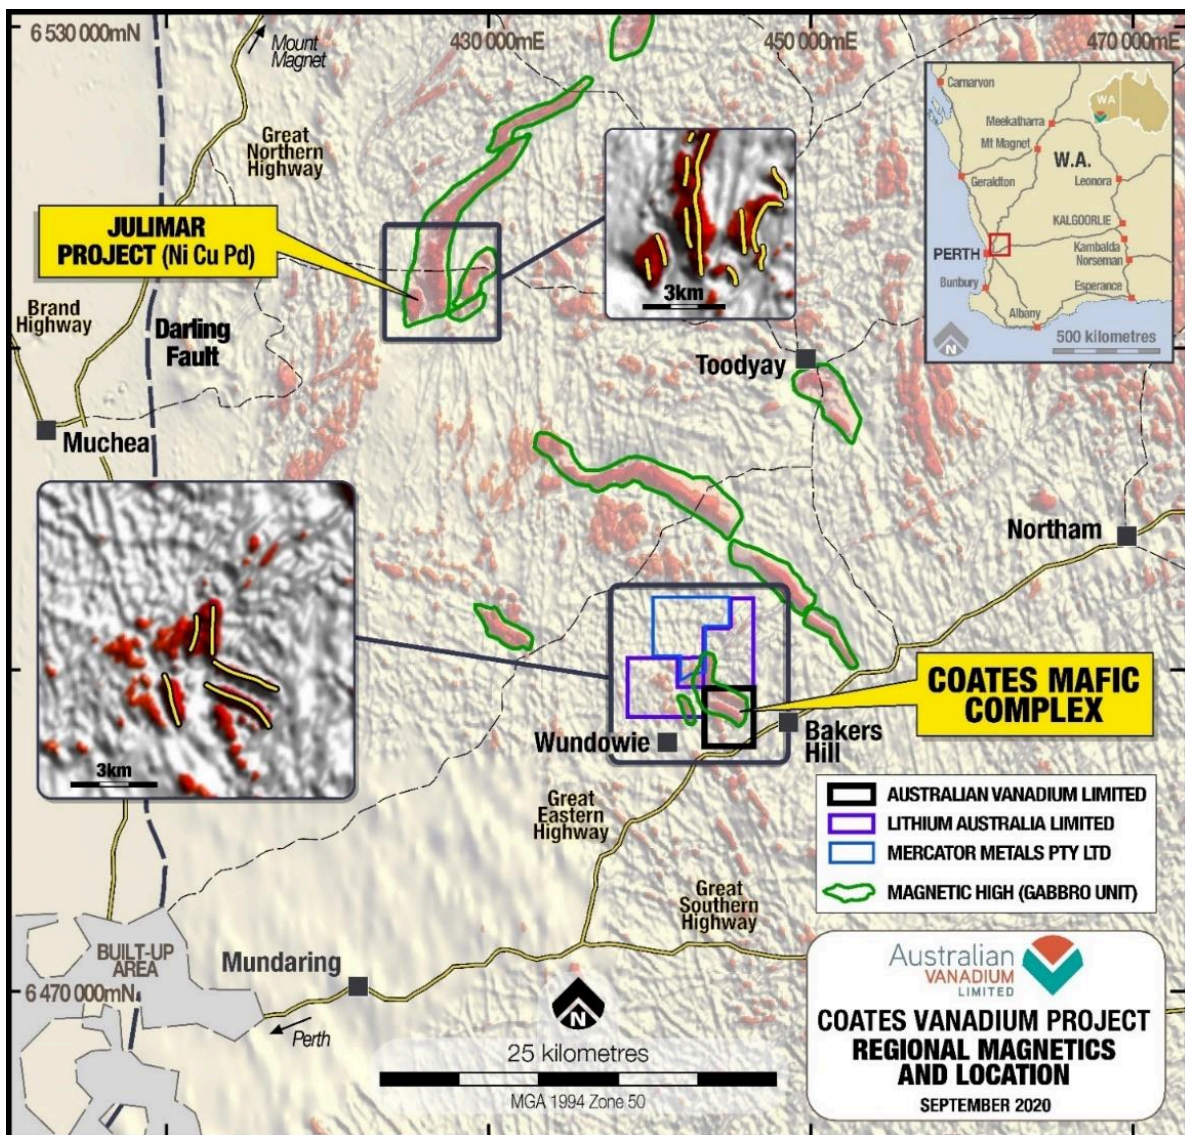 6 530 000mN
430 000mE
450 000mE
470 000mE
Mount
Magnet
Great
Northern
Highway
JULIMAR
PROJECT (Ni Cu Pd)
3km
Carnarvon
WA
Meekatharra
Mt Magnet
W.A.
Geraldton
Leonora
KALGOORLIE
PERTH
Kambalda
Norseman
Bunbury
Esperance
Albany
N
500 kilometres
Brand
Highway
Darling
Fault
Toodyay
Muchea
Northam
3km
COATES MAFIC
COMPLEX
Wundowie
Bakers
Hill
Great
Eastern
Highway
AUSTRALIAN VANADIUM LIMITED
LITHIUM AUSTRALIA LIMITED
MERCATOR METALS PTY LTD
MAGNETIC HIGH (GABBRO UNIT)
Great
Southern
Highway
BUILT-UP
AREA
Mundaring
6 470 000mN
Perth
N
25 kilometres
MGA 1994 Zone 50
Australian
VANADIUM
LIMITED
COATES VANADIUM PROJECT
REGIONAL MAGNETICS
AND LOCATION
SEPTEMBER 2020